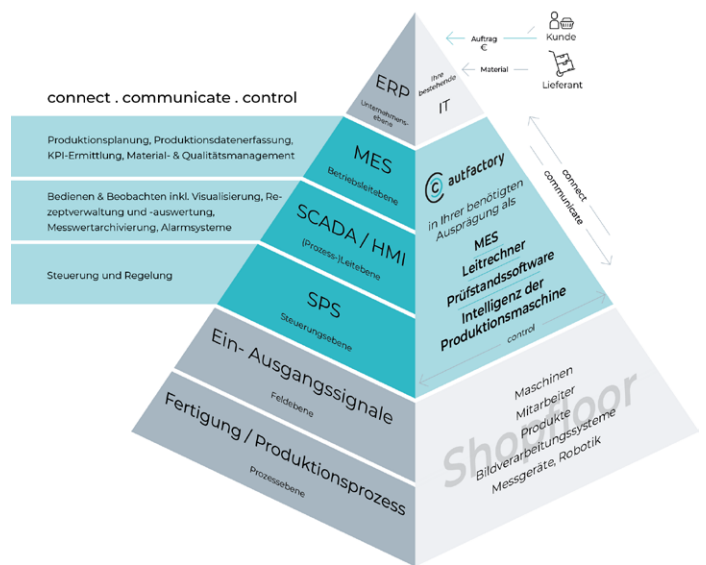 Auftrag
€
Kunde
Material
Lieferant
ERP
Unternehmens-
ebene
Ihre
bestehende
IT
connect . communicate . control
Produktionsplanung, Produktionsdatenerfassung,
KPI-Ermittlung, Material- & Qualitätsmanagement
MES
Betriebsleitebene
Bedienen & Beobachten inkl. Visualisierung, Re-
zeptverwaltung und -auswertung,
Messwertarchivierung, Alarmsysteme
SCADA / HMI
(Prozess-)Leitebene
Steuerung und Regelung
SPS
Steuerungsebene
Ein- Ausgangssignale
Feldebene
Fertigung / Produktionsprozess
Prozessebene
c autfactory
in Ihrer benötigten
Ausprägung als
MES
Leitrechner
Prüfstandssoftware
Intelligenz der
Produktionsmaschine
connect
communicate
control
Shopfloor
Maschinen
Mitarbeiter
Produkte
Bildverarbeitungssysteme
Messgeräte, Robotik